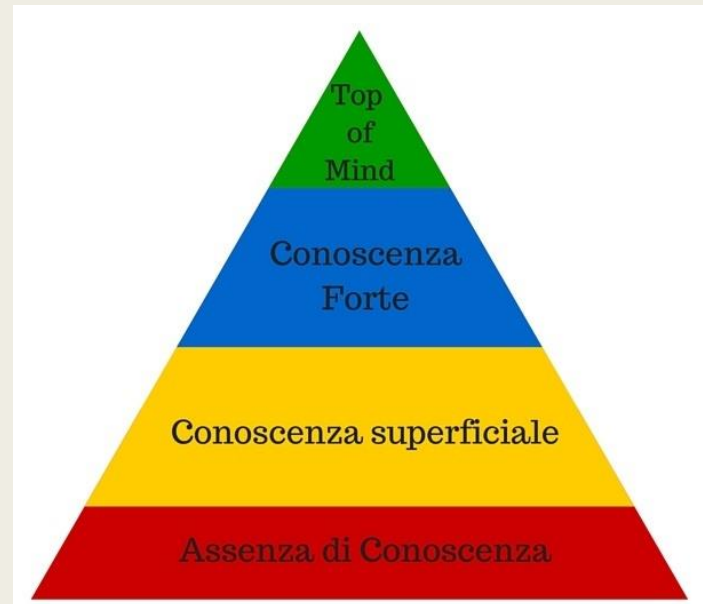 Top
of
Mind
Conoscenza
Forte
Conoscenza superficiale
Assenza di Conoscenza